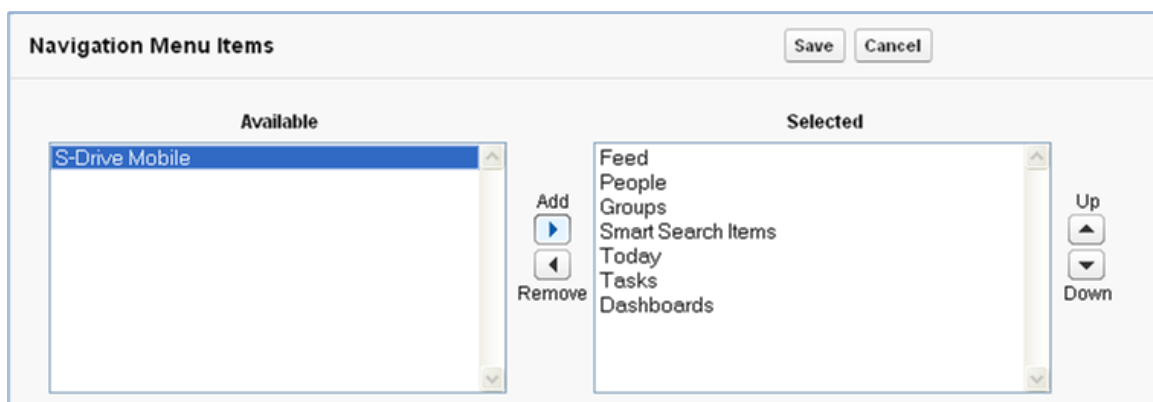 Navigation Menu Items
Save Cancel
Available
Selected
S-Drive Mobile
Add
Remove
Feed
People
Groups
Smart Search Items
Today
Tasks
Dashboards
Up
Down